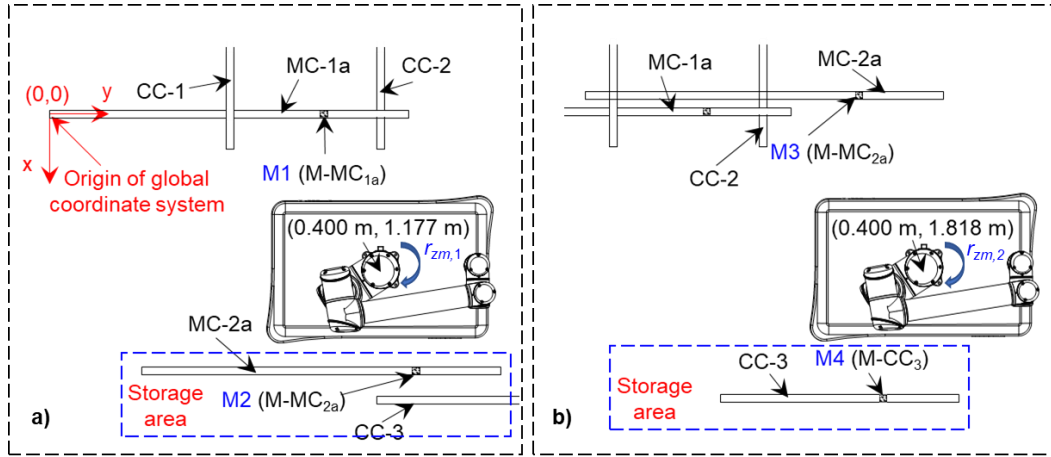 (0,0)
y
x
CC-1
MC-1a
CC-2
M1 (M-MC1a)
Origin of global
coordinate system
(0.400 m, 1.177 m)
rzm,1
MC-2a
Storage
area
M2 (M-MC2a)
CC-3
a)
MC-1a
MC-2a
M3 (M-MC2a)
CC-2
(0.400 m, 1.818 m)
rzm,2
CC-3
M4 (M-CC3)
Storage
area
b)